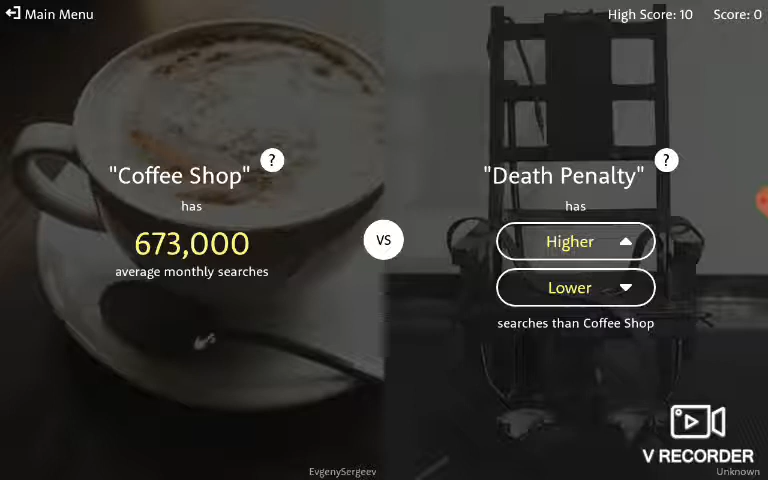 Main Menu
High Score: 10
Score: 0
?
"Coffee Shop"
has
673,000
average monthly searches
VS
?
"Death Penalty"
has
Higher
Lower
searches than Coffee Shop
V RECORDER
EvgenySergeev
Unknown